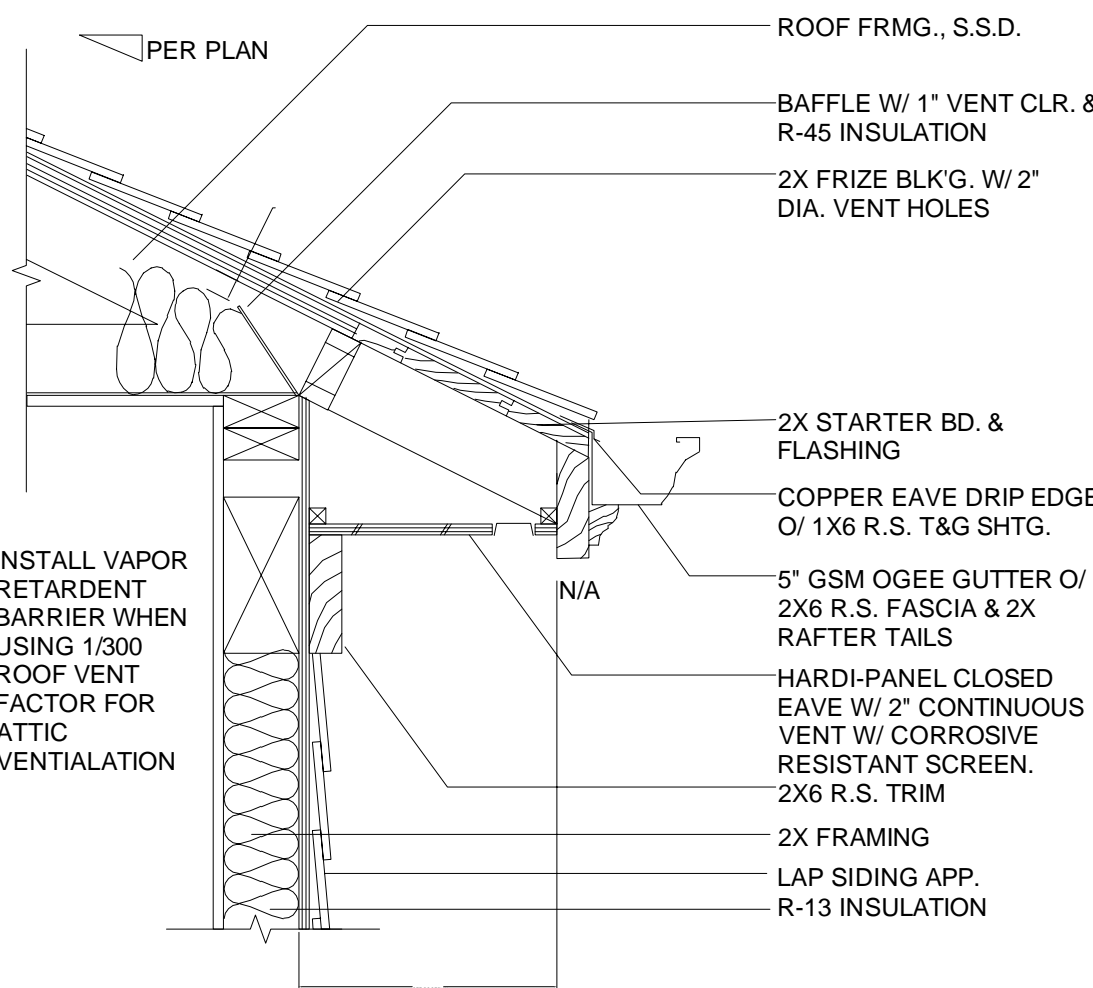 PER PLAN
ROOF FRMG., S.S.D.
BAFFLE W/ 1" VENT CLR. &
R-45 INSULATION
2X FRIZE BLK'G. W/ 2"
DIA. VENT HOLES
2X STARTER BD. &
FLASHING
COPPER EAVE DRIP EDGE
O/ 1X6 R.S. T&G SHTG.
5" GSM OGEE GUTTER O/
2X6 R.S. FASCIA & 2X
RAFTER TAILS
HARDI-PANEL CLOSED
EAVE W/ 2" CONTINUOUS
VENT W/ CORROSIVE
RESISTANT SCREEN.
2X6 R.S. TRIM
2X FRAMING
LAP SIDING APP.
R-13 INSULATION
N/A
INSTALL VAPOR
RETARDENT
BARRIER WHEN
USING 1/300
ROOF VENT
FACTOR FOR
ATTIC
VENTIALATION